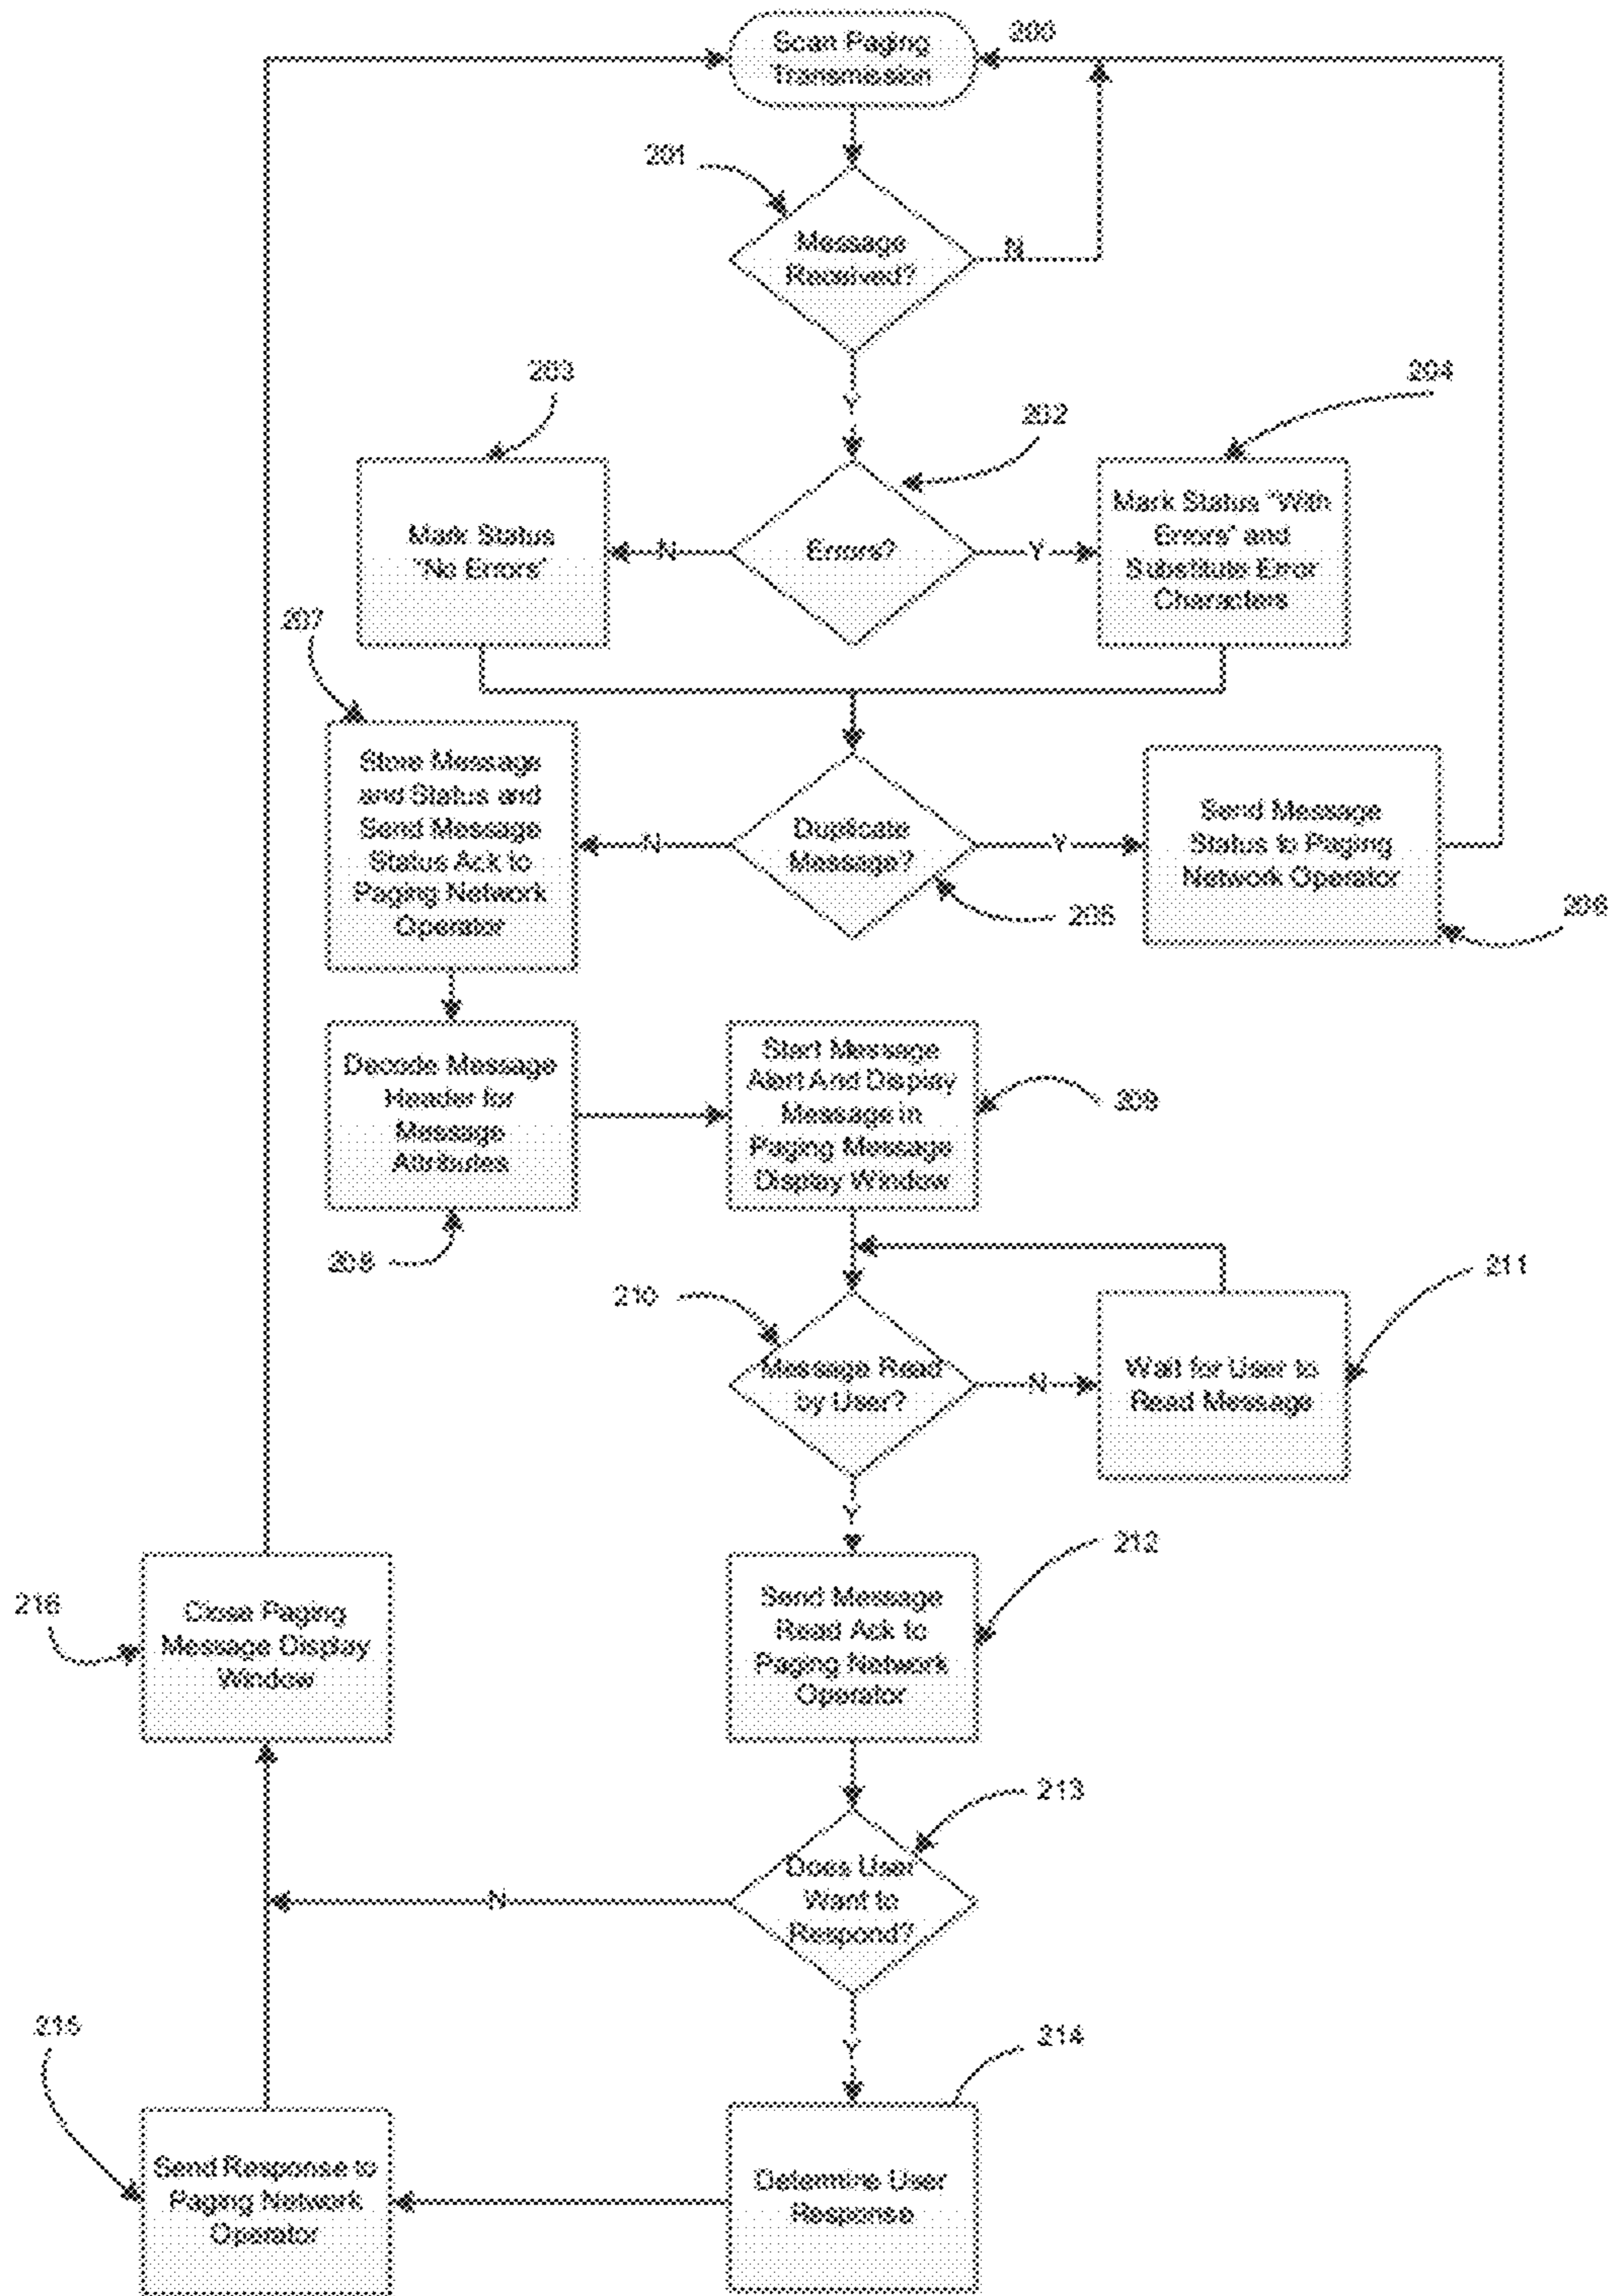 Scan Paging
Transmission
200
201
Message
Received?
N
Y
203
202
204
Mark Status
"No Errors"
N
Errors?
Y
Mark Status "With
Errors" and
Substitute Error
Characters
207
Store Message
and Status and
Send Message
Status Ack to
Paging Network
Operator
N
Duplicate
Message?
Y
Send Message
Status to Paging
Network Operator
205
206
Decode Message
Header for
Message
Attributes
Start Message
Alert And Display
Message in
Paging Message
Display Window
209
208
210
211
Message Read
by User?
N
Wait for User to
Read Message
Y
212
216
Close Paging
Message Display
Window
Send Message
Read Ack to
Paging Network
Operator
213
Does User
Want to
Respond?
N
Y
215
214
Send Response to
Paging Network
Operator
Determine User
Response